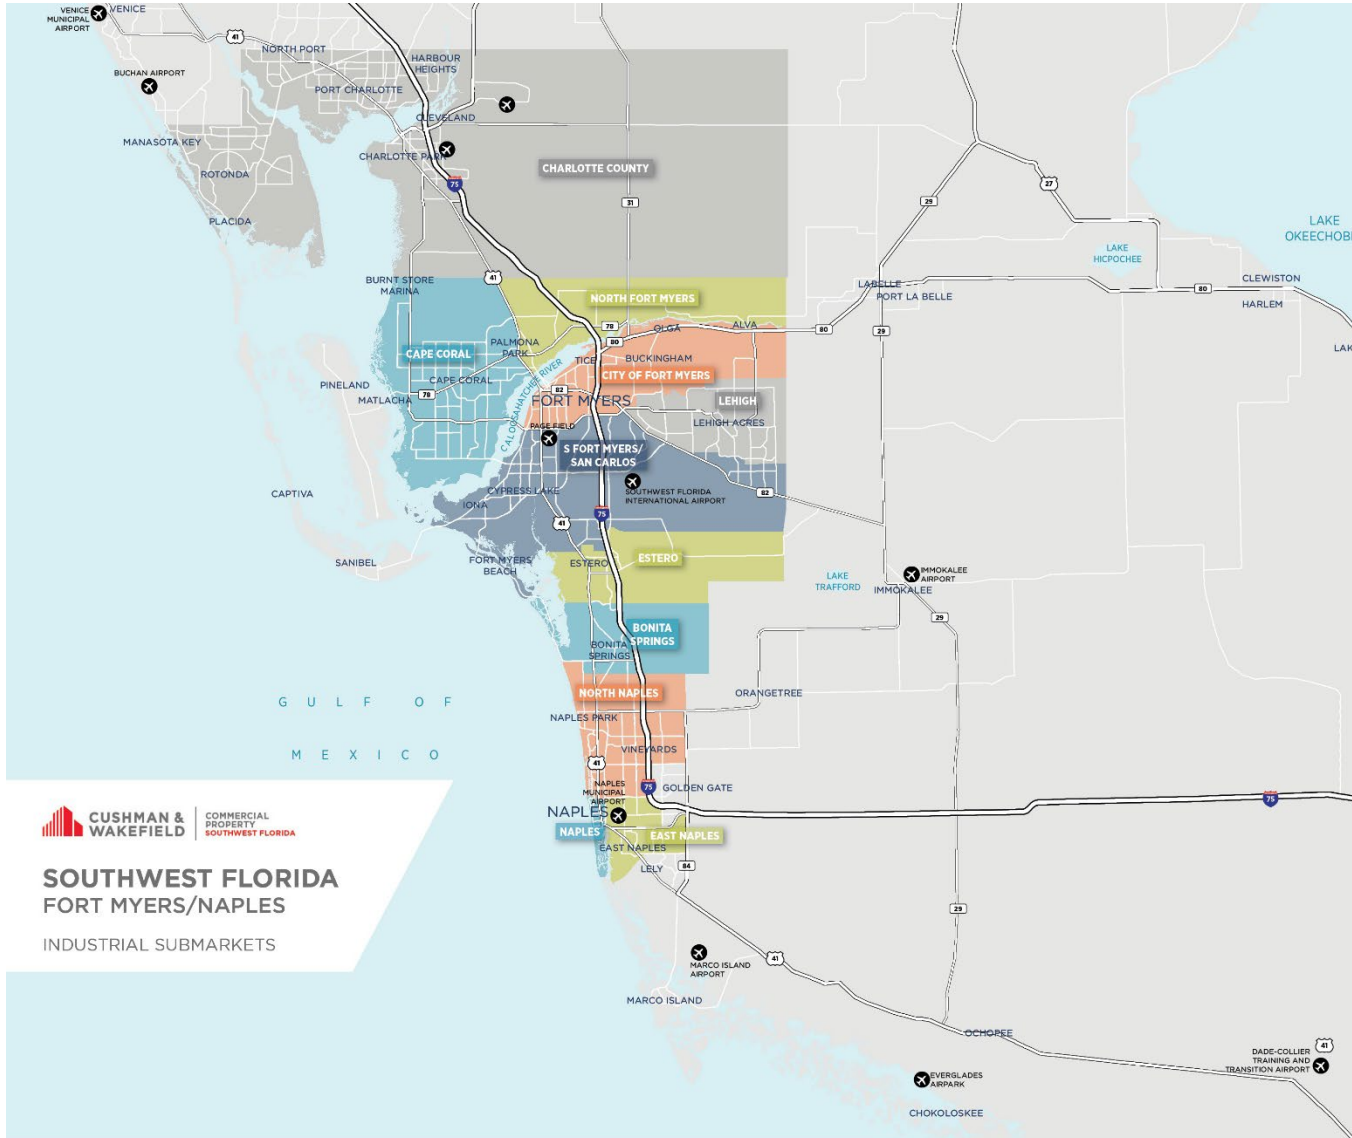 VENICE
MUNICIPAL
AIRPORT
VENICE
41
NORTH PORT
HARBOUR
HEIGHTS
BUCHAN AIRPORT
PORT CHARLOTTE
CLEVELAND
MANASOTA KEY
CHARLOTTE PARK
CHARLOTTE COUNTY
ROTONDA
75
27
31
29
PLACIDA
LAKE
OKEECHOBE
LAKE
HICPOCHEE
BURNT STORE
MARINA
41
LABELLE
PORT LA BELLE
80
CLEWISTON
HARLEM
NORTH FORT MYERS
78
OLGA
ALVA
80
29
80
LAK
PALMONA
PARK
TICE
BUCKINGHAM
CAPE CORAL
CAPE CORAL
CITY OF FORT MYERS
PINELAND
MATLACHA
78
82
FORT MYERS
LEHIGH
CALOOSAHATCHEE RIVER
LEHIGH ACRES
PAGE FIELD
S FORT MYERS/
SAN CARLOS
CAPTIVA
CYPRESS LAKE
SOUTHWEST FLORIDA
INTERNATIONAL AIRPORT
82
IONA
75
41
SANIBEL
FORT MYERS
BEACH
ESTERO
ESTERO
LAKE
TRAFFORD
IMMOKALEE
AIRPORT
IMMOKALEE
29
BONITA
SPRINGS
BONITA
SPRINGS
NORTH NAPLES
ORANGETREE
GULF OF
MEXICO
NAPLES PARK
VINEYARDS
41
NAPLES
MUNICIPAL
AIRPORT
75
GOLDEN GATE
75
NAPLES
NAPLES
EAST NAPLES
EAST NAPLES
LELY
84
29
CUSHMAN &
WAKEFIELD
COMMERCIAL
PROPERTY
SOUTHWEST FLORIDA
SOUTHWEST FLORIDA
FORT MYERS/NAPLES
INDUSTRIAL SUBMARKETS
MARCO ISLAND
AIRPORT
41
MARCO ISLAND
OCHOPEE
41
DADE-COLLIER
TRAINING AND
TRANSITION AIRPORT
EVERGLADES
AIRPARK
CHOKOLOSKEE